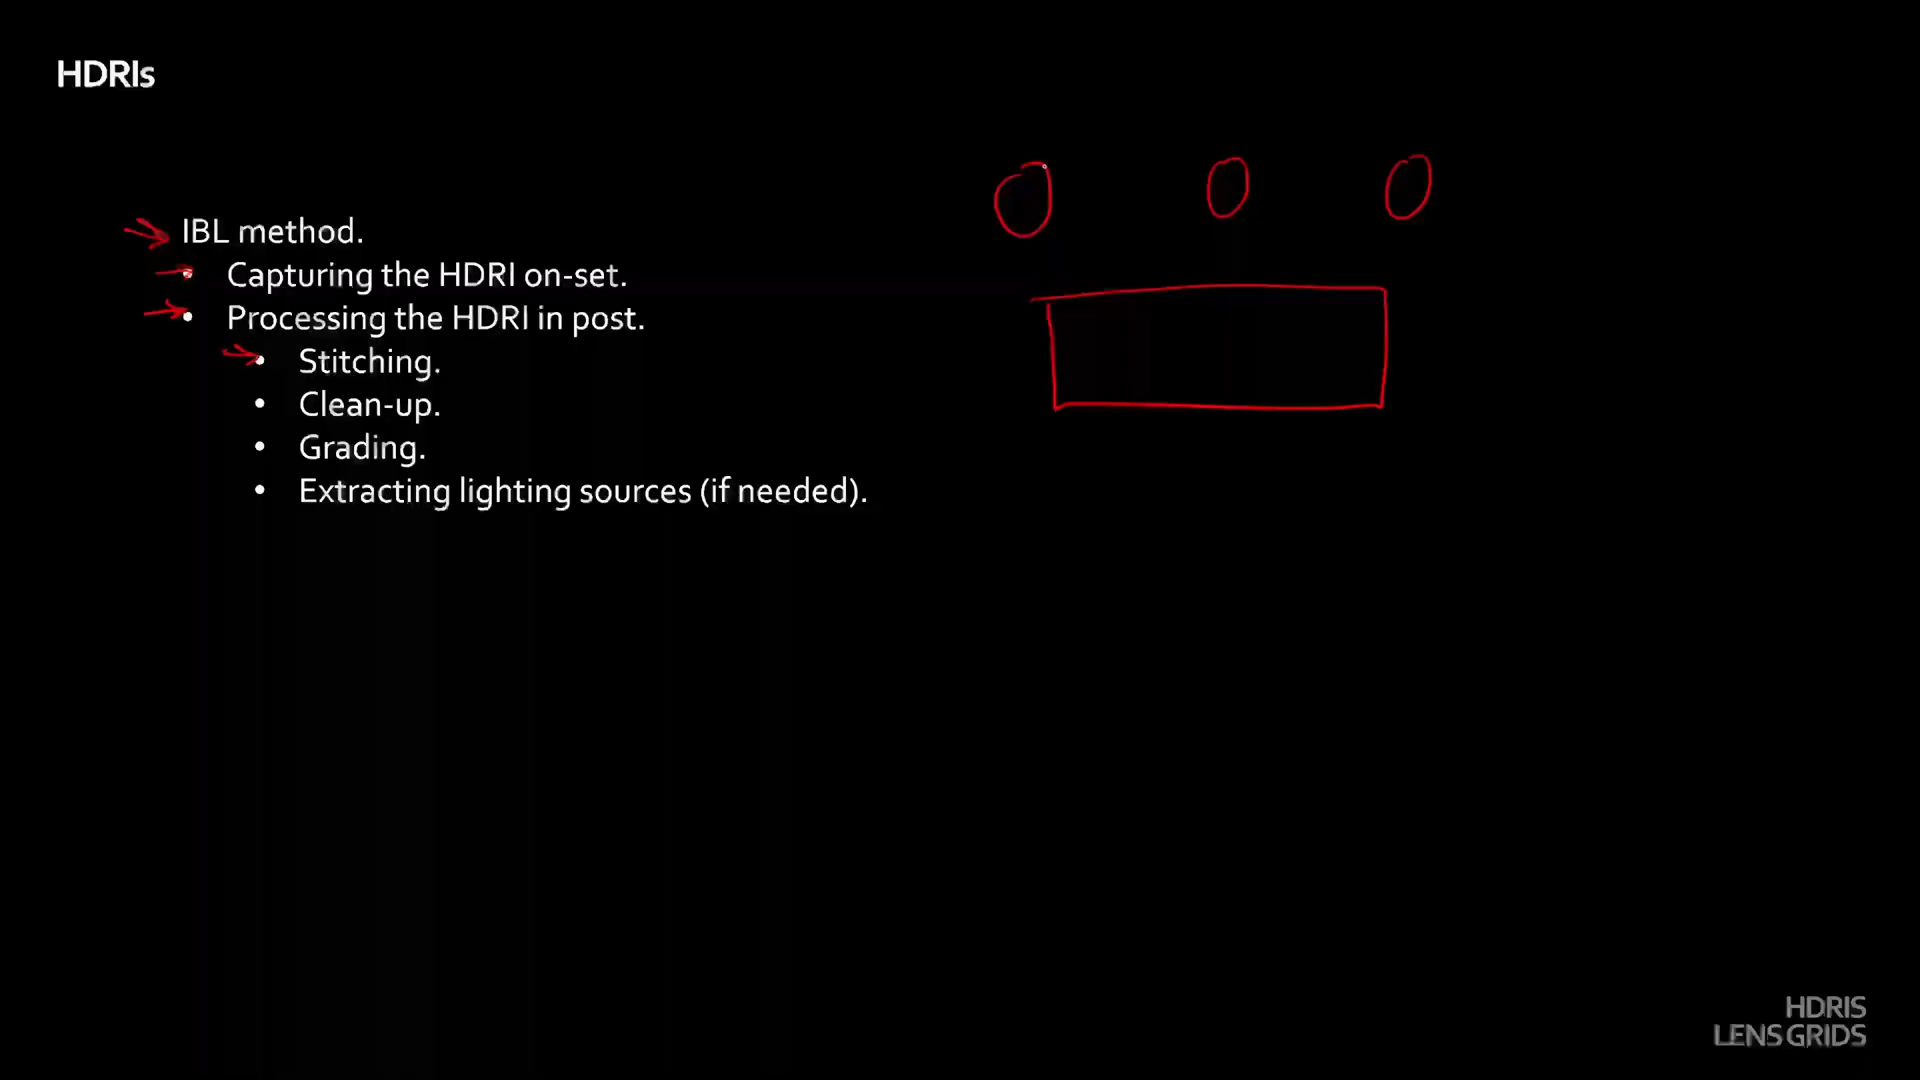 HDRIs
IBL method.
• Capturing the HDRI on-set.
• Processing the HDRI in post.
• Stitching.
• Clean-up.
• Grading.
• Extracting lighting sources (if needed).
HDRIS
LENS GRIDS